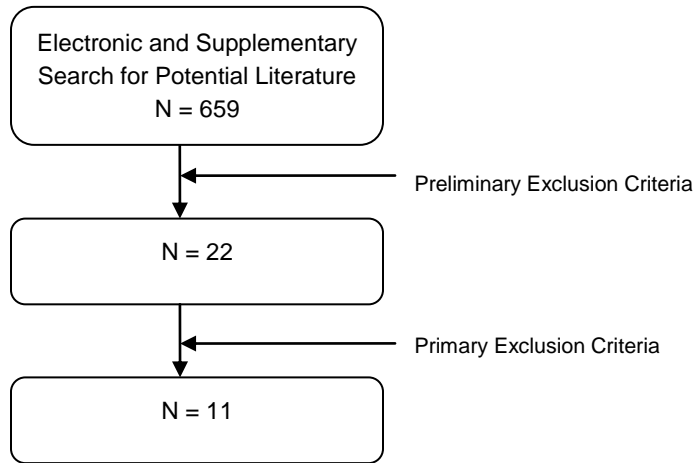 Electronic and Supplementary
Search for Potential Literature
N = 659
Preliminary Exclusion Criteria
N = 22
Primary Exclusion Criteria
N = 11